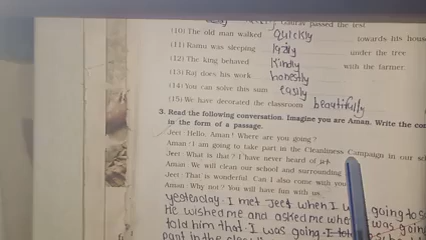 passed the test
(10) The old man walked quickly towards his hous
(11) Ramu was sleeping lazily under the tree
(12) The king behaved kindly with the farmer.
(13) Raj does his work honestly
(14) You can solve this sum easily
(15) We have decorated the classroom beautifully
3. Read the following conversation. Imagine you are Aman. Write the co
in the form of a passage.
Jeet : Hello, Aman! Where are you going?
Aman : I am going to take part in the Cleanliness Campaign in our sc
Jeet : What is that? I have never heard of it.
Aman : We will clean our school and surrounding
Jeet : That is wonderful. Can I also come with you
Aman : Why not? You will have fun with us.
yesterday I met Jeet when I going to s
He wished me and asked me whe was goin
told him that I was going
part in the